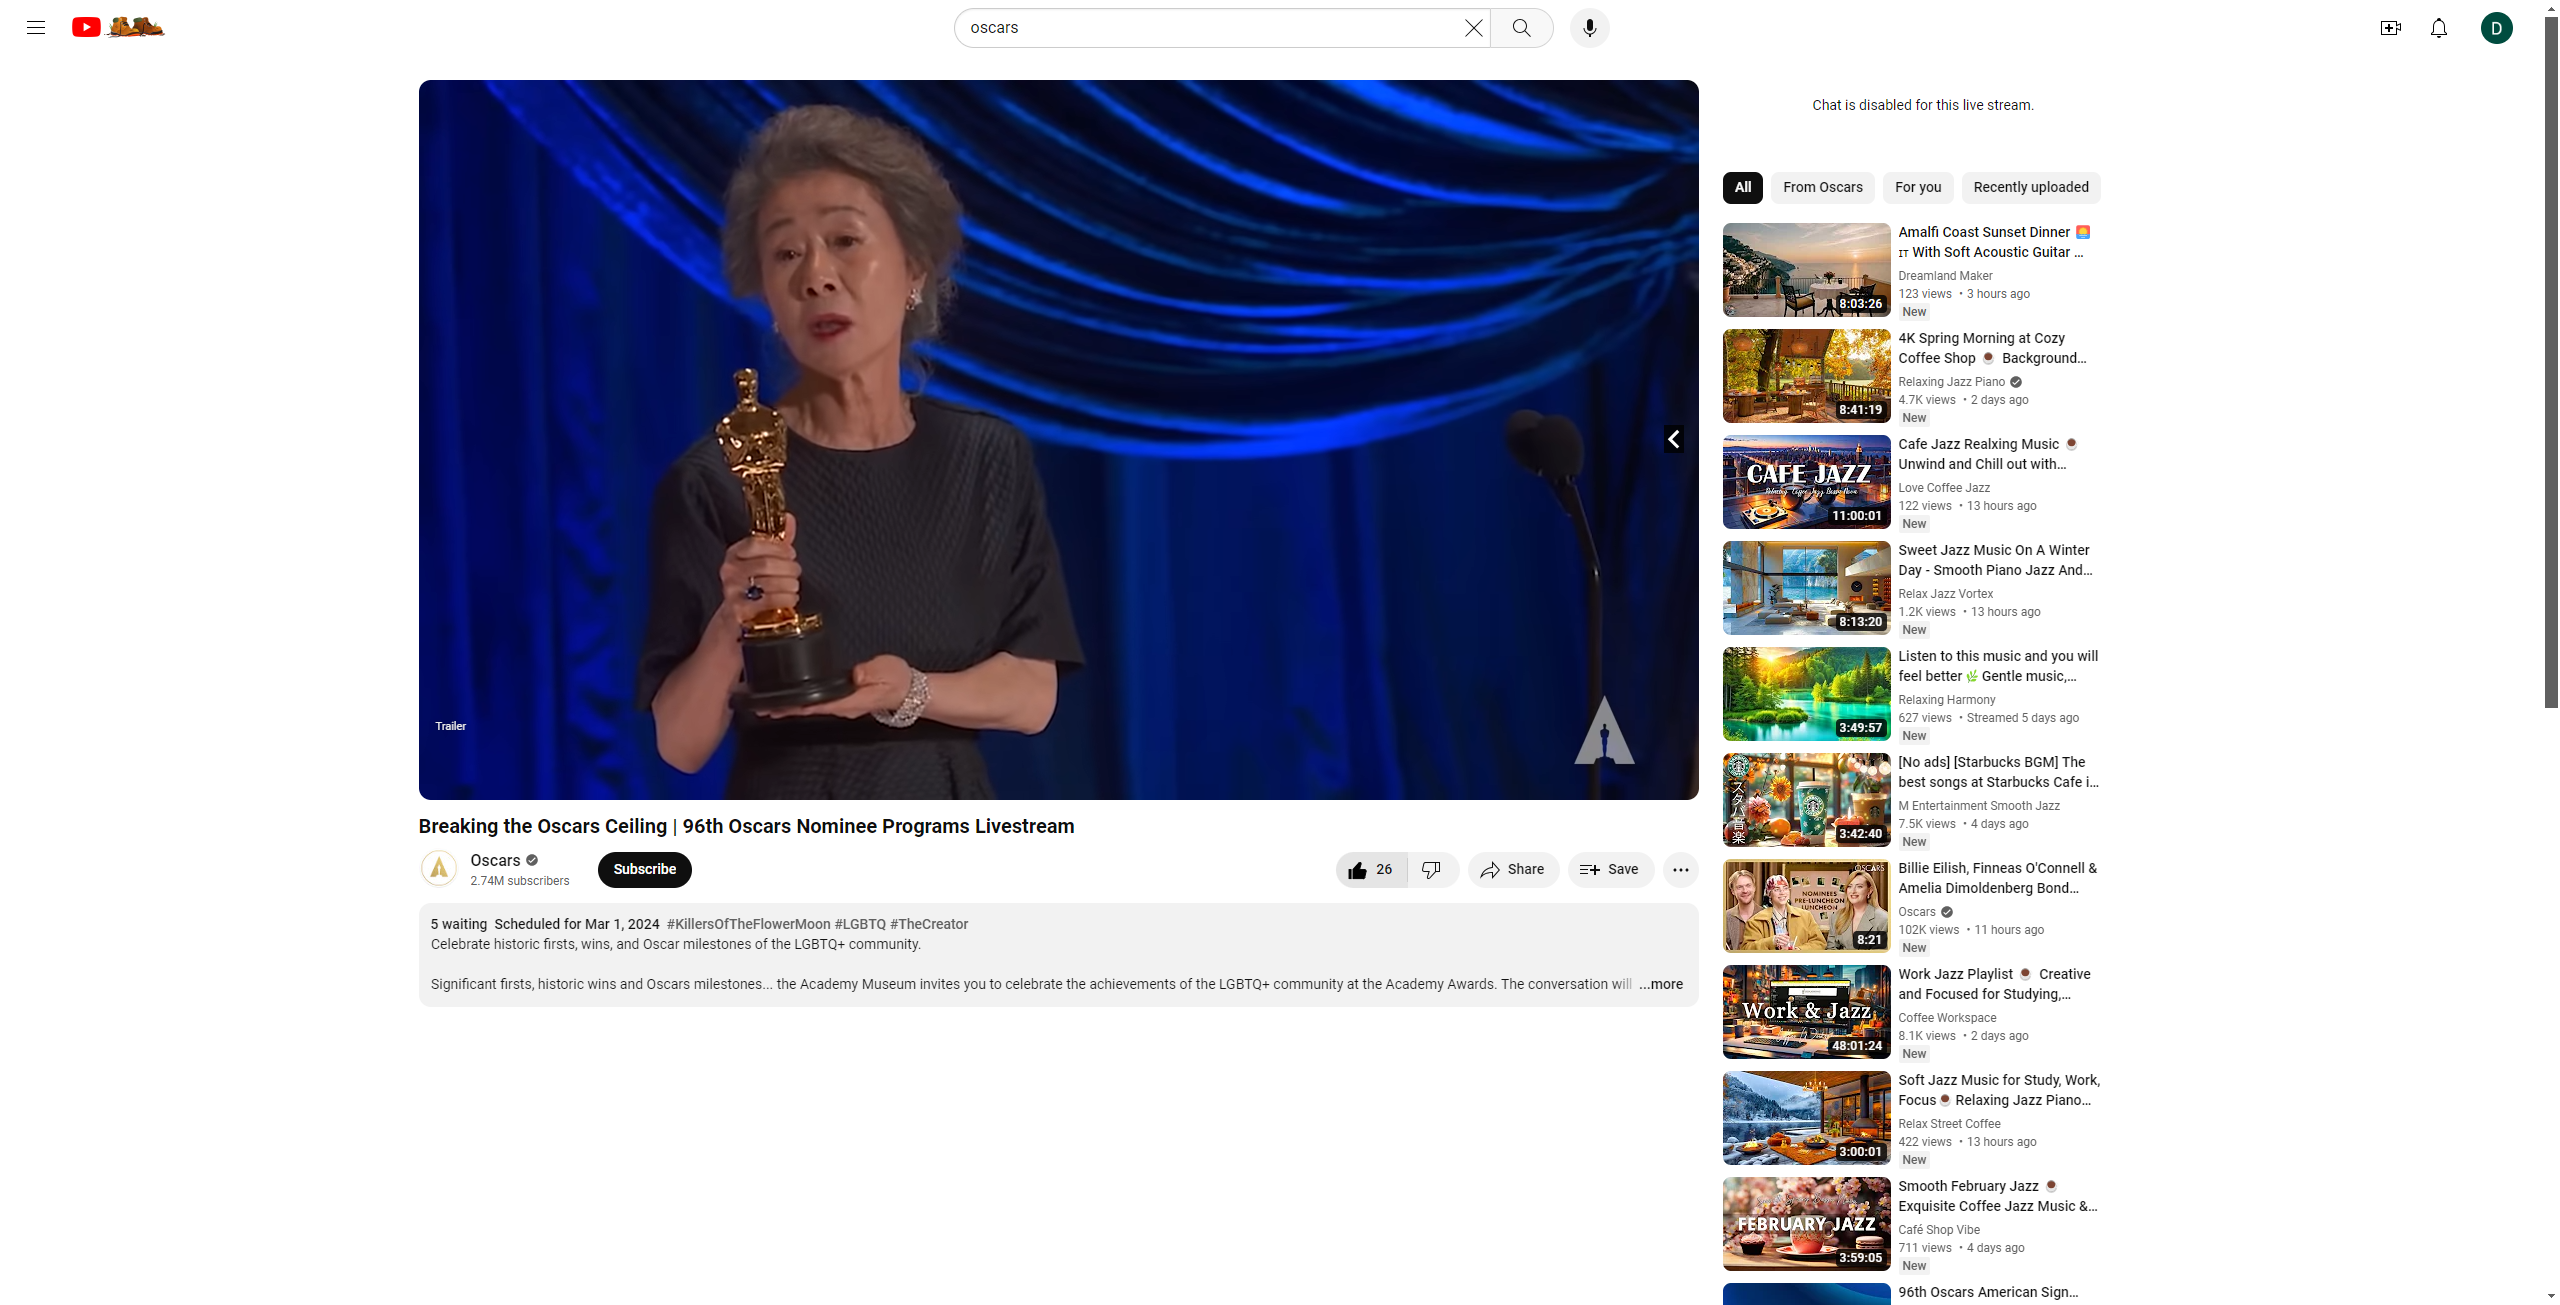 oscars
D
Trailer
Breaking the Oscars Ceiling | 96th Oscars Nominee Programs Livestream
Oscars
2.74M subscribers
Subscribe
26
Share
Save
5 waiting Scheduled for Mar 1, 2024 #KillersOfTheFlowerMoon #LGBTQ #TheCreator
Celebrate historic firsts, wins, and Oscar milestones of the LGBTQ+ community.
Significant firsts, historic wins and Oscars milestones... the Academy Museum invites you to celebrate the achievements of the LGBTQ+ community at the Academy Awards. The conversation will ...more
Chat is disabled for this live stream.
All From Oscars For you Recently uploaded
8:03:26
Amalfi Coast Sunset Dinner 🌅
IT With Soft Acoustic Guitar ...
Dreamland Maker
123 views • 3 hours ago
New
8:41:19
4K Spring Morning at Cozy
Coffee Shop ☕ Background...
Relaxing Jazz Piano
4.7K views • 2 days ago
New
CAFE JAZZ
11:00:01
Cafe Jazz Realxing Music ☕
Unwind and Chill out with...
Love Coffee Jazz
122 views • 13 hours ago
New
8:13:20
Sweet Jazz Music On A Winter
Day - Smooth Piano Jazz And...
Relax Jazz Vortex
1.2K views • 13 hours ago
New
3:49:57
Listen to this music and you will
feel better 🌿 Gentle music,...
Relaxing Harmony
627 views • Streamed 5 days ago
New
スタバ音楽
3:42:40
[No ads] [Starbucks BGM] The
best songs at Starbucks Cafe i...
M Entertainment Smooth Jazz
7.5K views • 4 days ago
New
OSCARS
NOMINEES
PRE-LUNCHEON
LUNCHEON
8:21
Billie Eilish, Finneas O'Connell &
Amelia Dimoldenberg Bond...
Oscars
102K views • 11 hours ago
New
Work & Jazz
48:01:24
Work Jazz Playlist ☕ Creative
and Focused for Studying,...
Coffee Workspace
8.1K views • 2 days ago
New
3:00:01
Soft Jazz Music for Study, Work,
Focus☕ Relaxing Jazz Piano...
Relax Street Coffee
422 views • 13 hours ago
New
FEBRUARY JAZZ
3:59:05
Smooth February Jazz ☕
Exquisite Coffee Jazz Music &...
Café Shop Vibe
711 views • 4 days ago
New
96th Oscars American Sign...